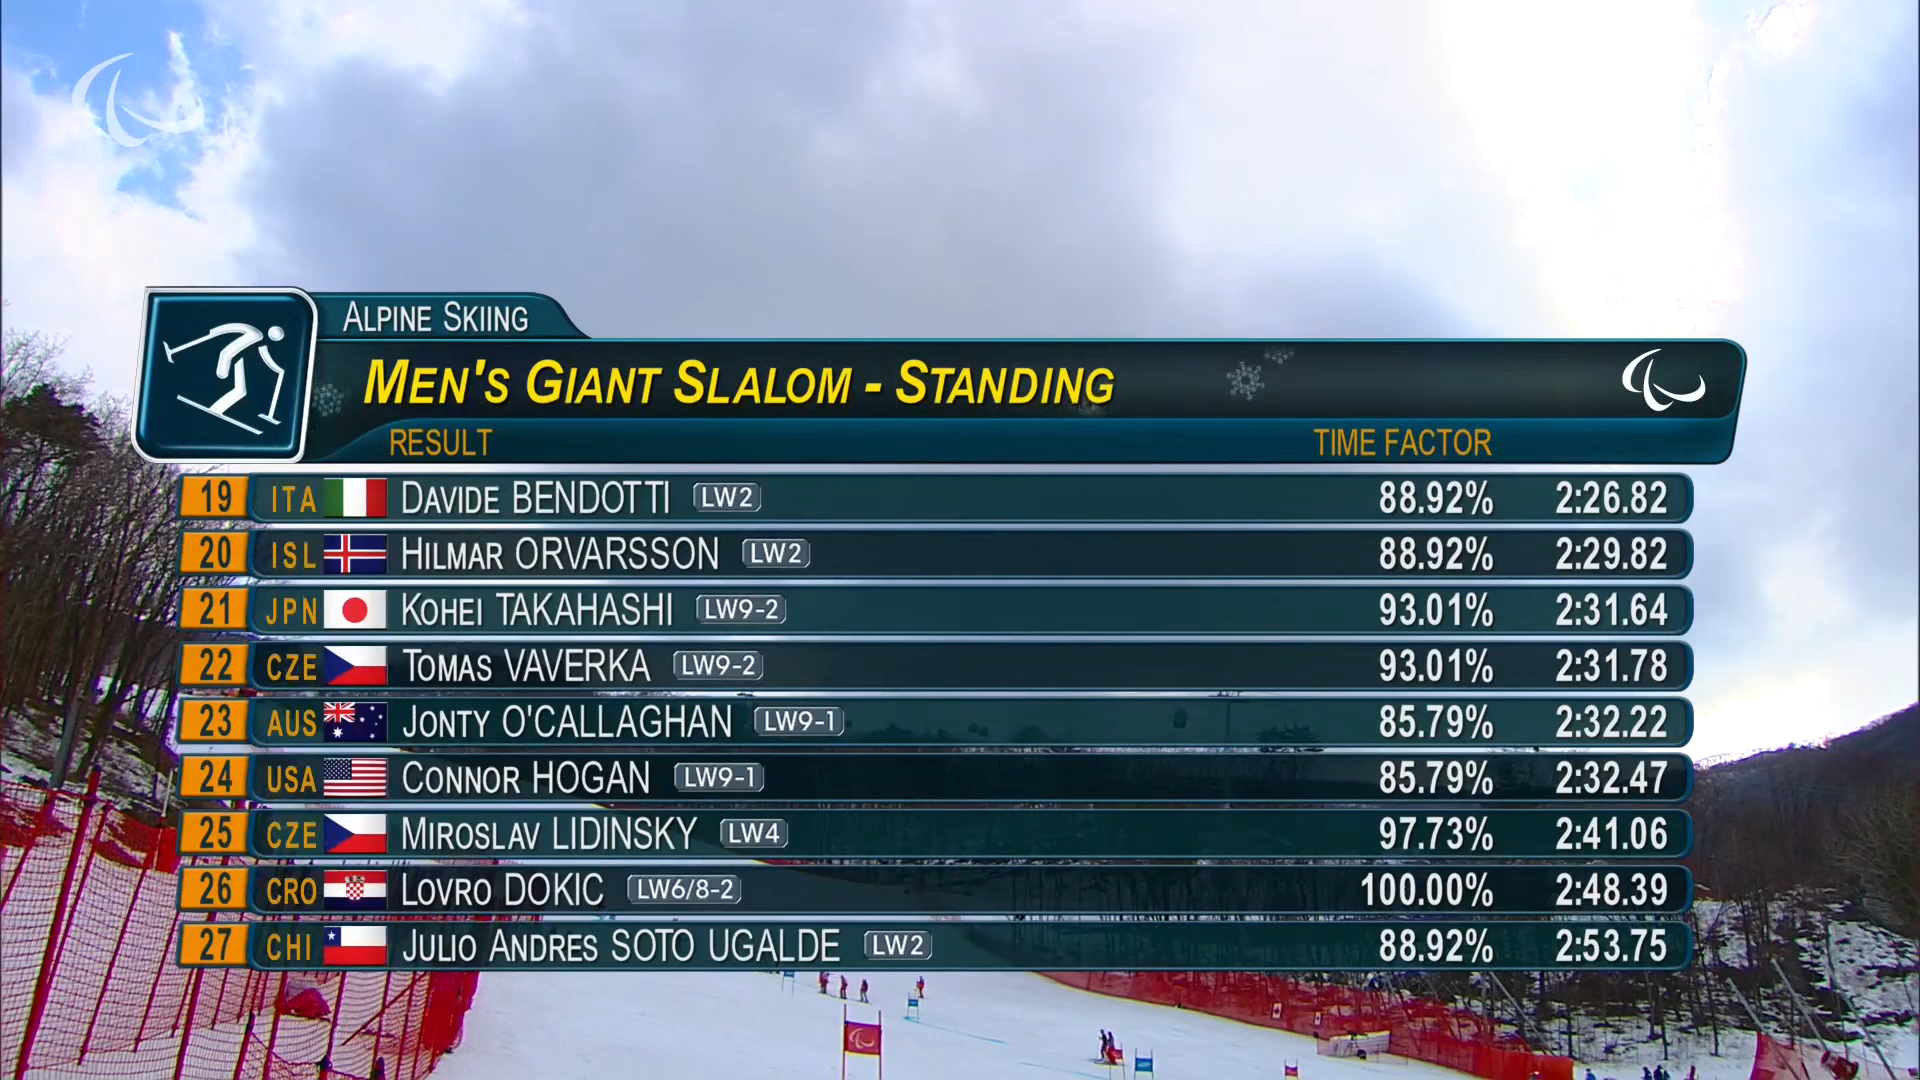 ALPINE SKIING
MEN'S GIANT SLALOM - STANDING
RESULT TIME FACTOR
19 ITA DAVIDE BENDOTTI LW2 88.92% 2:26.82
20 ISL HILMAR ORVARSSON LW2 88.92% 2:29.82
21 JPN KOHEI TAKAHASHI LW9-2 93.01% 2:31.64
22 CZE TOMAS VAVERKA LW9-2 93.01% 2:31.78
23 AUS JONTY O'CALLAGHAN LW9-1 85.79% 2:32.22
24 USA CONNOR HOGAN LW9-1 85.79% 2:32.47
25 CZE MIROSLAV LIDINSKY LW4 97.73% 2:41.06
26 CRO LOVRO DOKIC LW6/8-2 100.00% 2:48.39
27 CHI JULIO ANDRES SOTO UGALDE LW2 88.92% 2:53.75